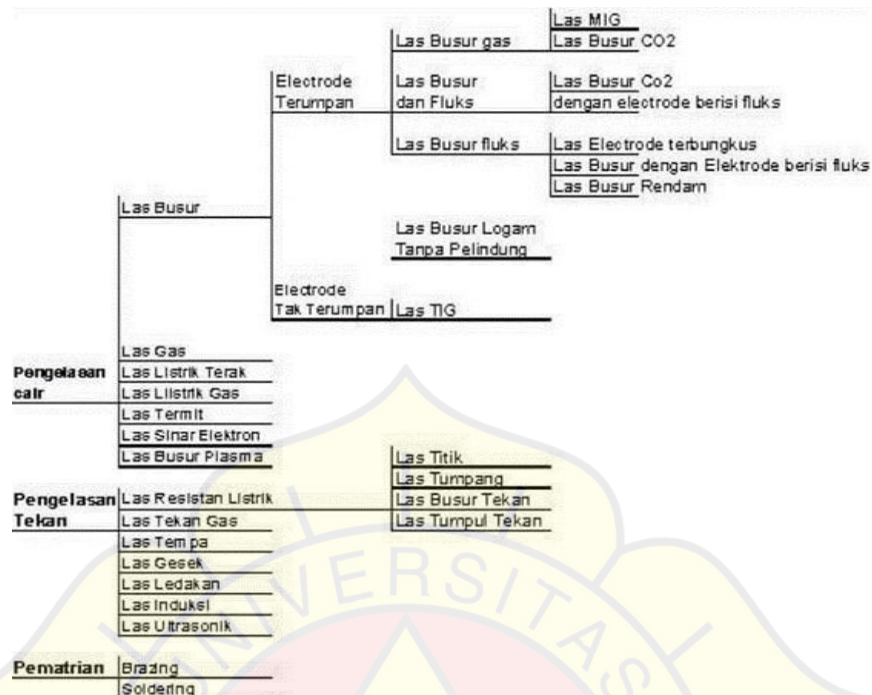 Las MIG
Las Busur gas
Las Busur CO2
Electrode
Terumpan
Las Busur
dan Fluks
Las Busur Co2
dengan electrode berisi fluks
Las Busur fluks
Las Electrode terbungkus
Las Busur dengan Elektrode berisi fluks
Las Busur Rendam
Las Busur
Las Busur Logam
Tanpa Pelindung
Electrode
Tak Terumpan
Las TIG
Pengelasan
cair
Las Gas
Las Listrik Terak
Las Liistrik Gas
Las Termit
Las Sinar Elektron
Las Busur Plasma
Pengelasan
Tekan
Las Resistan Listrik
Las Titik
Las Tumpang
Las Busur Tekan
Las Tumpul Tekan
Las Tekan Gas
Las Tempa
Las Gesek
Las Ledakan
Las Induksi
Las Ultrasonik
Pematrian
Brazing
Soldering
UNIVERSITAS